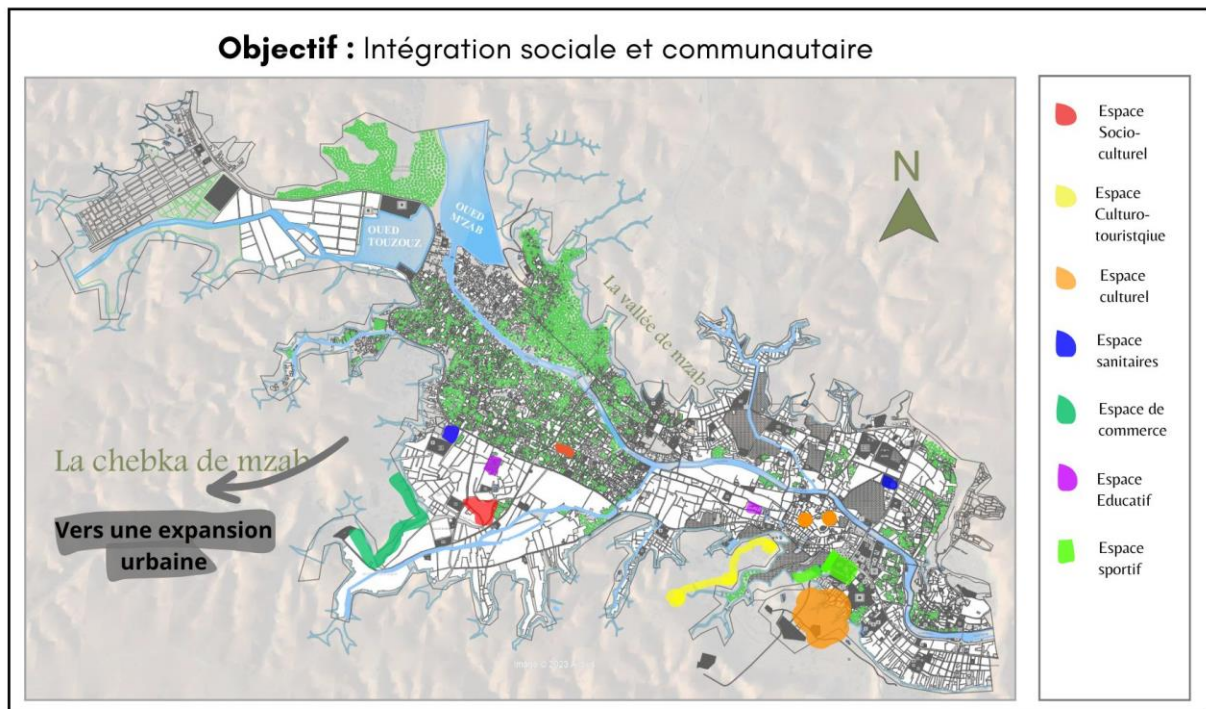 Objectif : Intégration sociale et communautaire
OUED
TOUZOUZ
OUED
M'ZAB
La vallée de mzab
N
La chebka de mzab
Vers une expansion
urbaine
Espace
Socio-
culturel
Espace
Culturo-
touristqiue
Espace
culturel
Espace
sanitaires
Espace de
commerce
Espace
Educatif
Espace
sportif